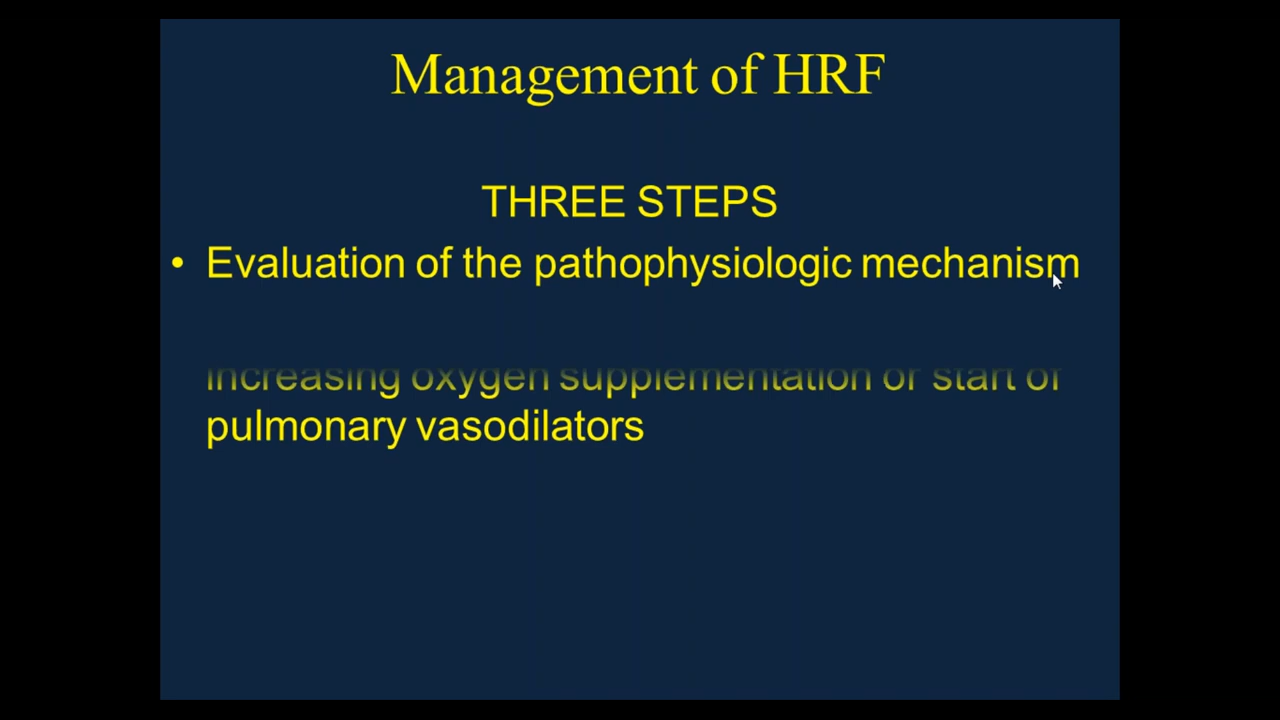 Management of HRF
THREE STEPS
• Evaluation of the pathophysiologic mechanism
increasing oxygen supplementation or start of
pulmonary vasodilators